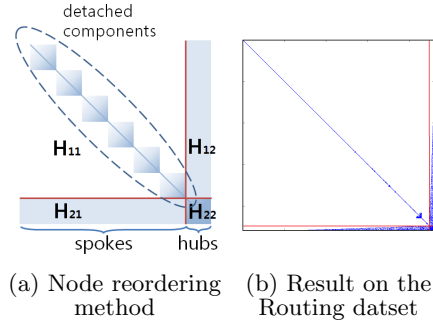 detached
components
H11
H12
H21
H22
spokes
hubs
(a) Node reordering
method
(b) Result on the
Routing datset